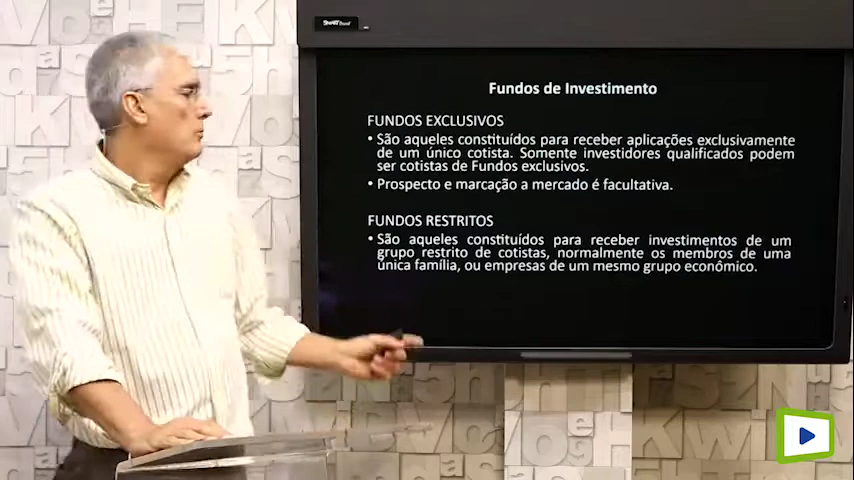 SMART Board
Fundos de Investimento
FUNDOS EXCLUSIVOS
• São aqueles constituídos para receber aplicações exclusivamente
de um único cotista. Somente investidores qualificados podem
ser cotistas de Fundos exclusivos.
• Prospecto e marcação a mercado é facultativa.
FUNDOS RESTRITOS
• São aqueles constituídos para receber investimentos de um
grupo restrito de cotistas, normalmente os membros de uma
única família, ou empresas de um mesmo grupo econômico.